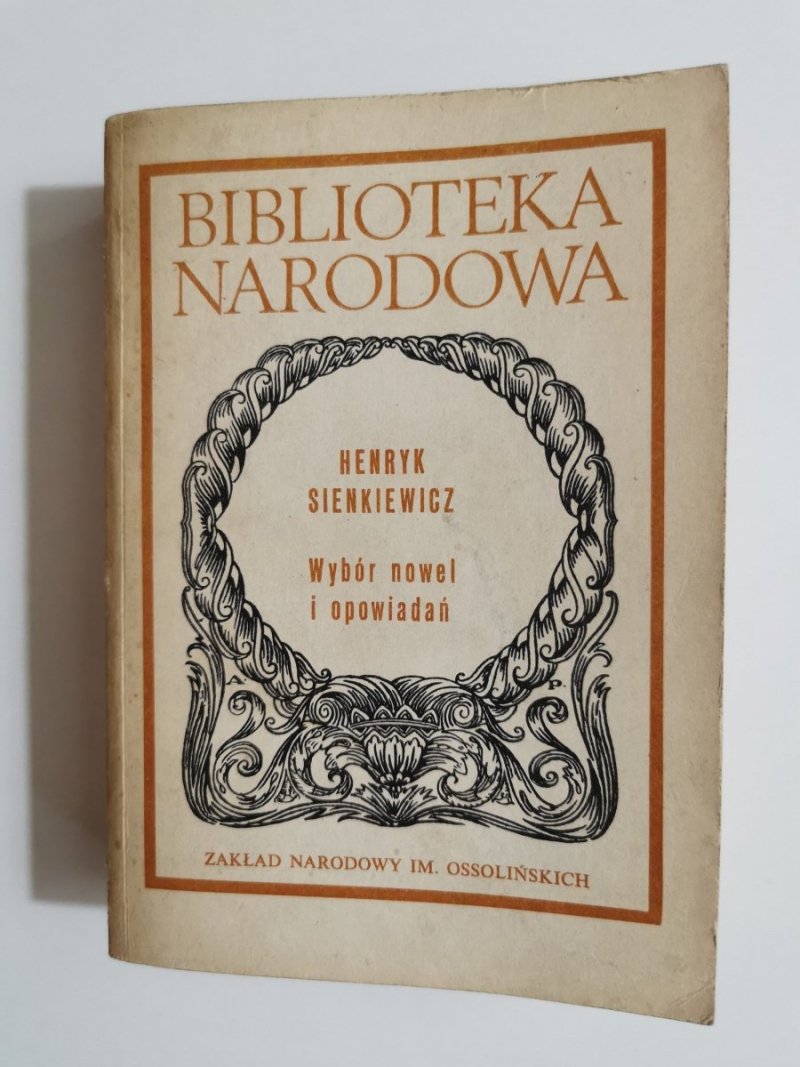 BIBLIOTEKA
NARODOWA
HENRYK
SIENKIEWICZ
Wybór nowel
i opowiadań
A. P.
ZAKŁAD NARODOWY IM. OSSOLIŃSKICH